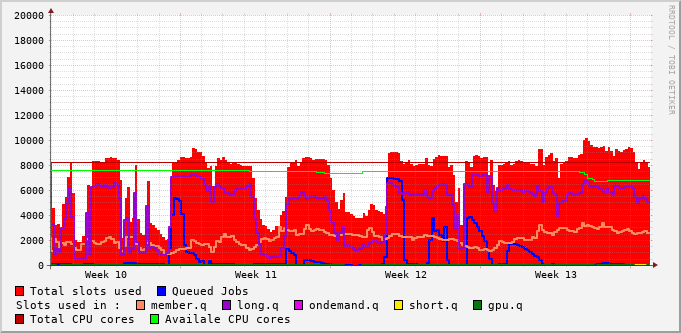 20000
18000
16000
14000
12000
10000
8000
6000
4000
2000
0
Week 10 Week 11 Week 12 Week 13
Total slots used Queued Jobs
Slots used in : member.q long.q ondemand.q short.q gpu.q
Total CPU cores Availale CPU cores
RRDTOOL / TOBI OETIKER